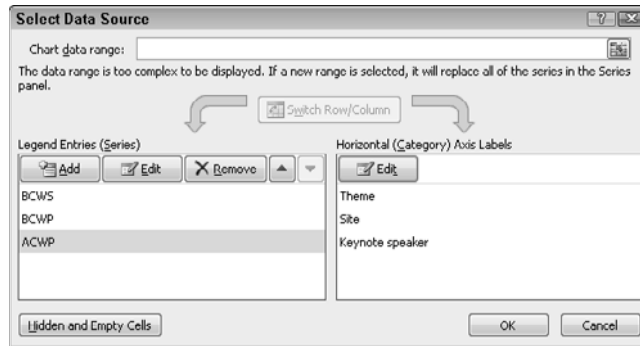 Select Data Source
Chart data range:
The data range is too complex to be displayed. If a new range is selected, it will replace all of the series in the Series
panel.
Switch Row/Column
Legend Entries (Series)
Horizontal (Category) Axis Labels
Add Edit Remove
Edit
BCWS
BCWP
ACWP
Theme
Site
Keynote speaker
Hidden and Empty Cells
OK Cancel